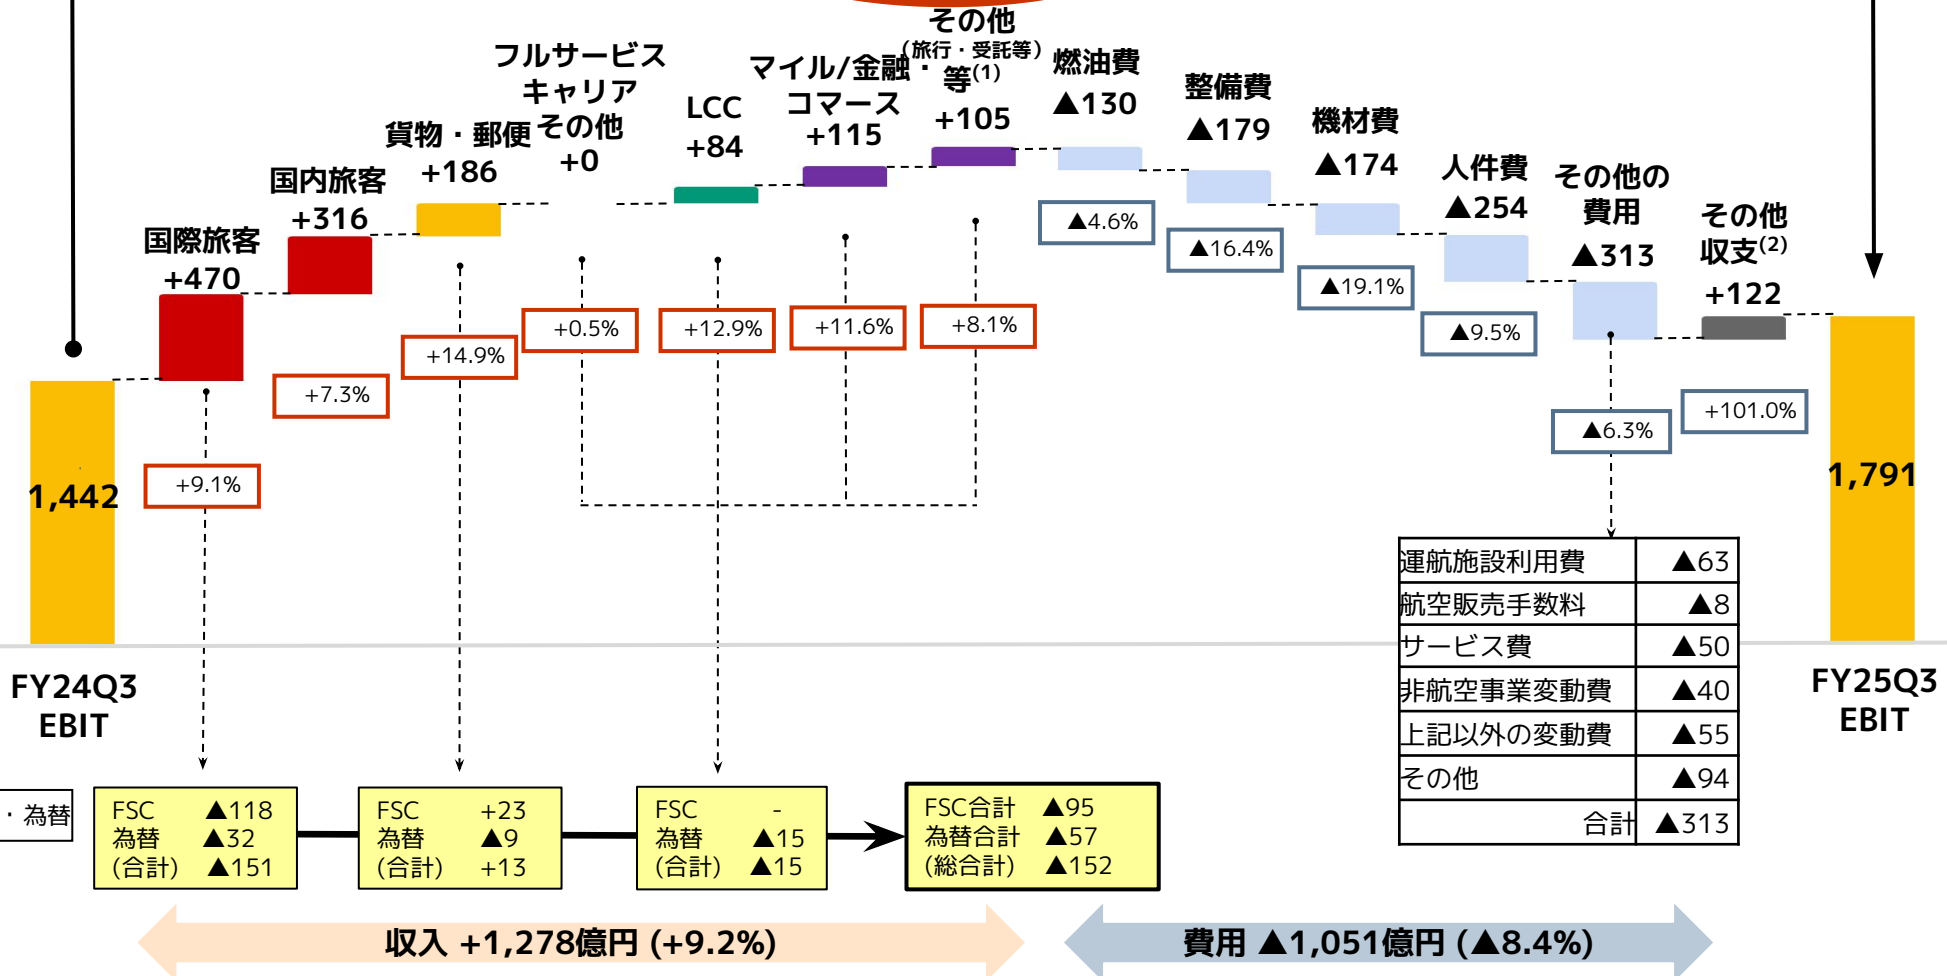 国際旅客
+470
+9.1%
国内旅客
+316
+7.3%
貨物・郵便
+186
+14.9%
フルサービス
キャリア
その他
+0
+0.5%
LCC
+84
+12.9%
マイル/金融・
コマース
+115
+11.6%
その他
(旅行・受託等)
等(1)
+105
+8.1%
燃油費
▲130
▲4.6%
整備費
▲179
▲16.4%
機材費
▲174
▲19.1%
人件費
▲254
▲9.5%
その他の
費用
▲313
▲6.3%
その他
収支(2)
+122
+101.0%
1,442
FY24Q3
EBIT
1,791
FY25Q3
EBIT
運航施設利用費 ▲63
航空販売手数料 ▲8
サービス費 ▲50
非航空事業変動費 ▲40
上記以外の変動費 ▲55
その他 ▲94
合計 ▲313
・為替
FSC ▲118
為替 ▲32
(合計) ▲151
FSC +23
為替 ▲9
(合計) +13
FSC -
為替 ▲15
(合計) ▲15
FSC合計 ▲95
為替合計 ▲57
(総合計) ▲152
収入 +1,278億円 (+9.2%)
費用 ▲1,051億円 (▲8.4%)